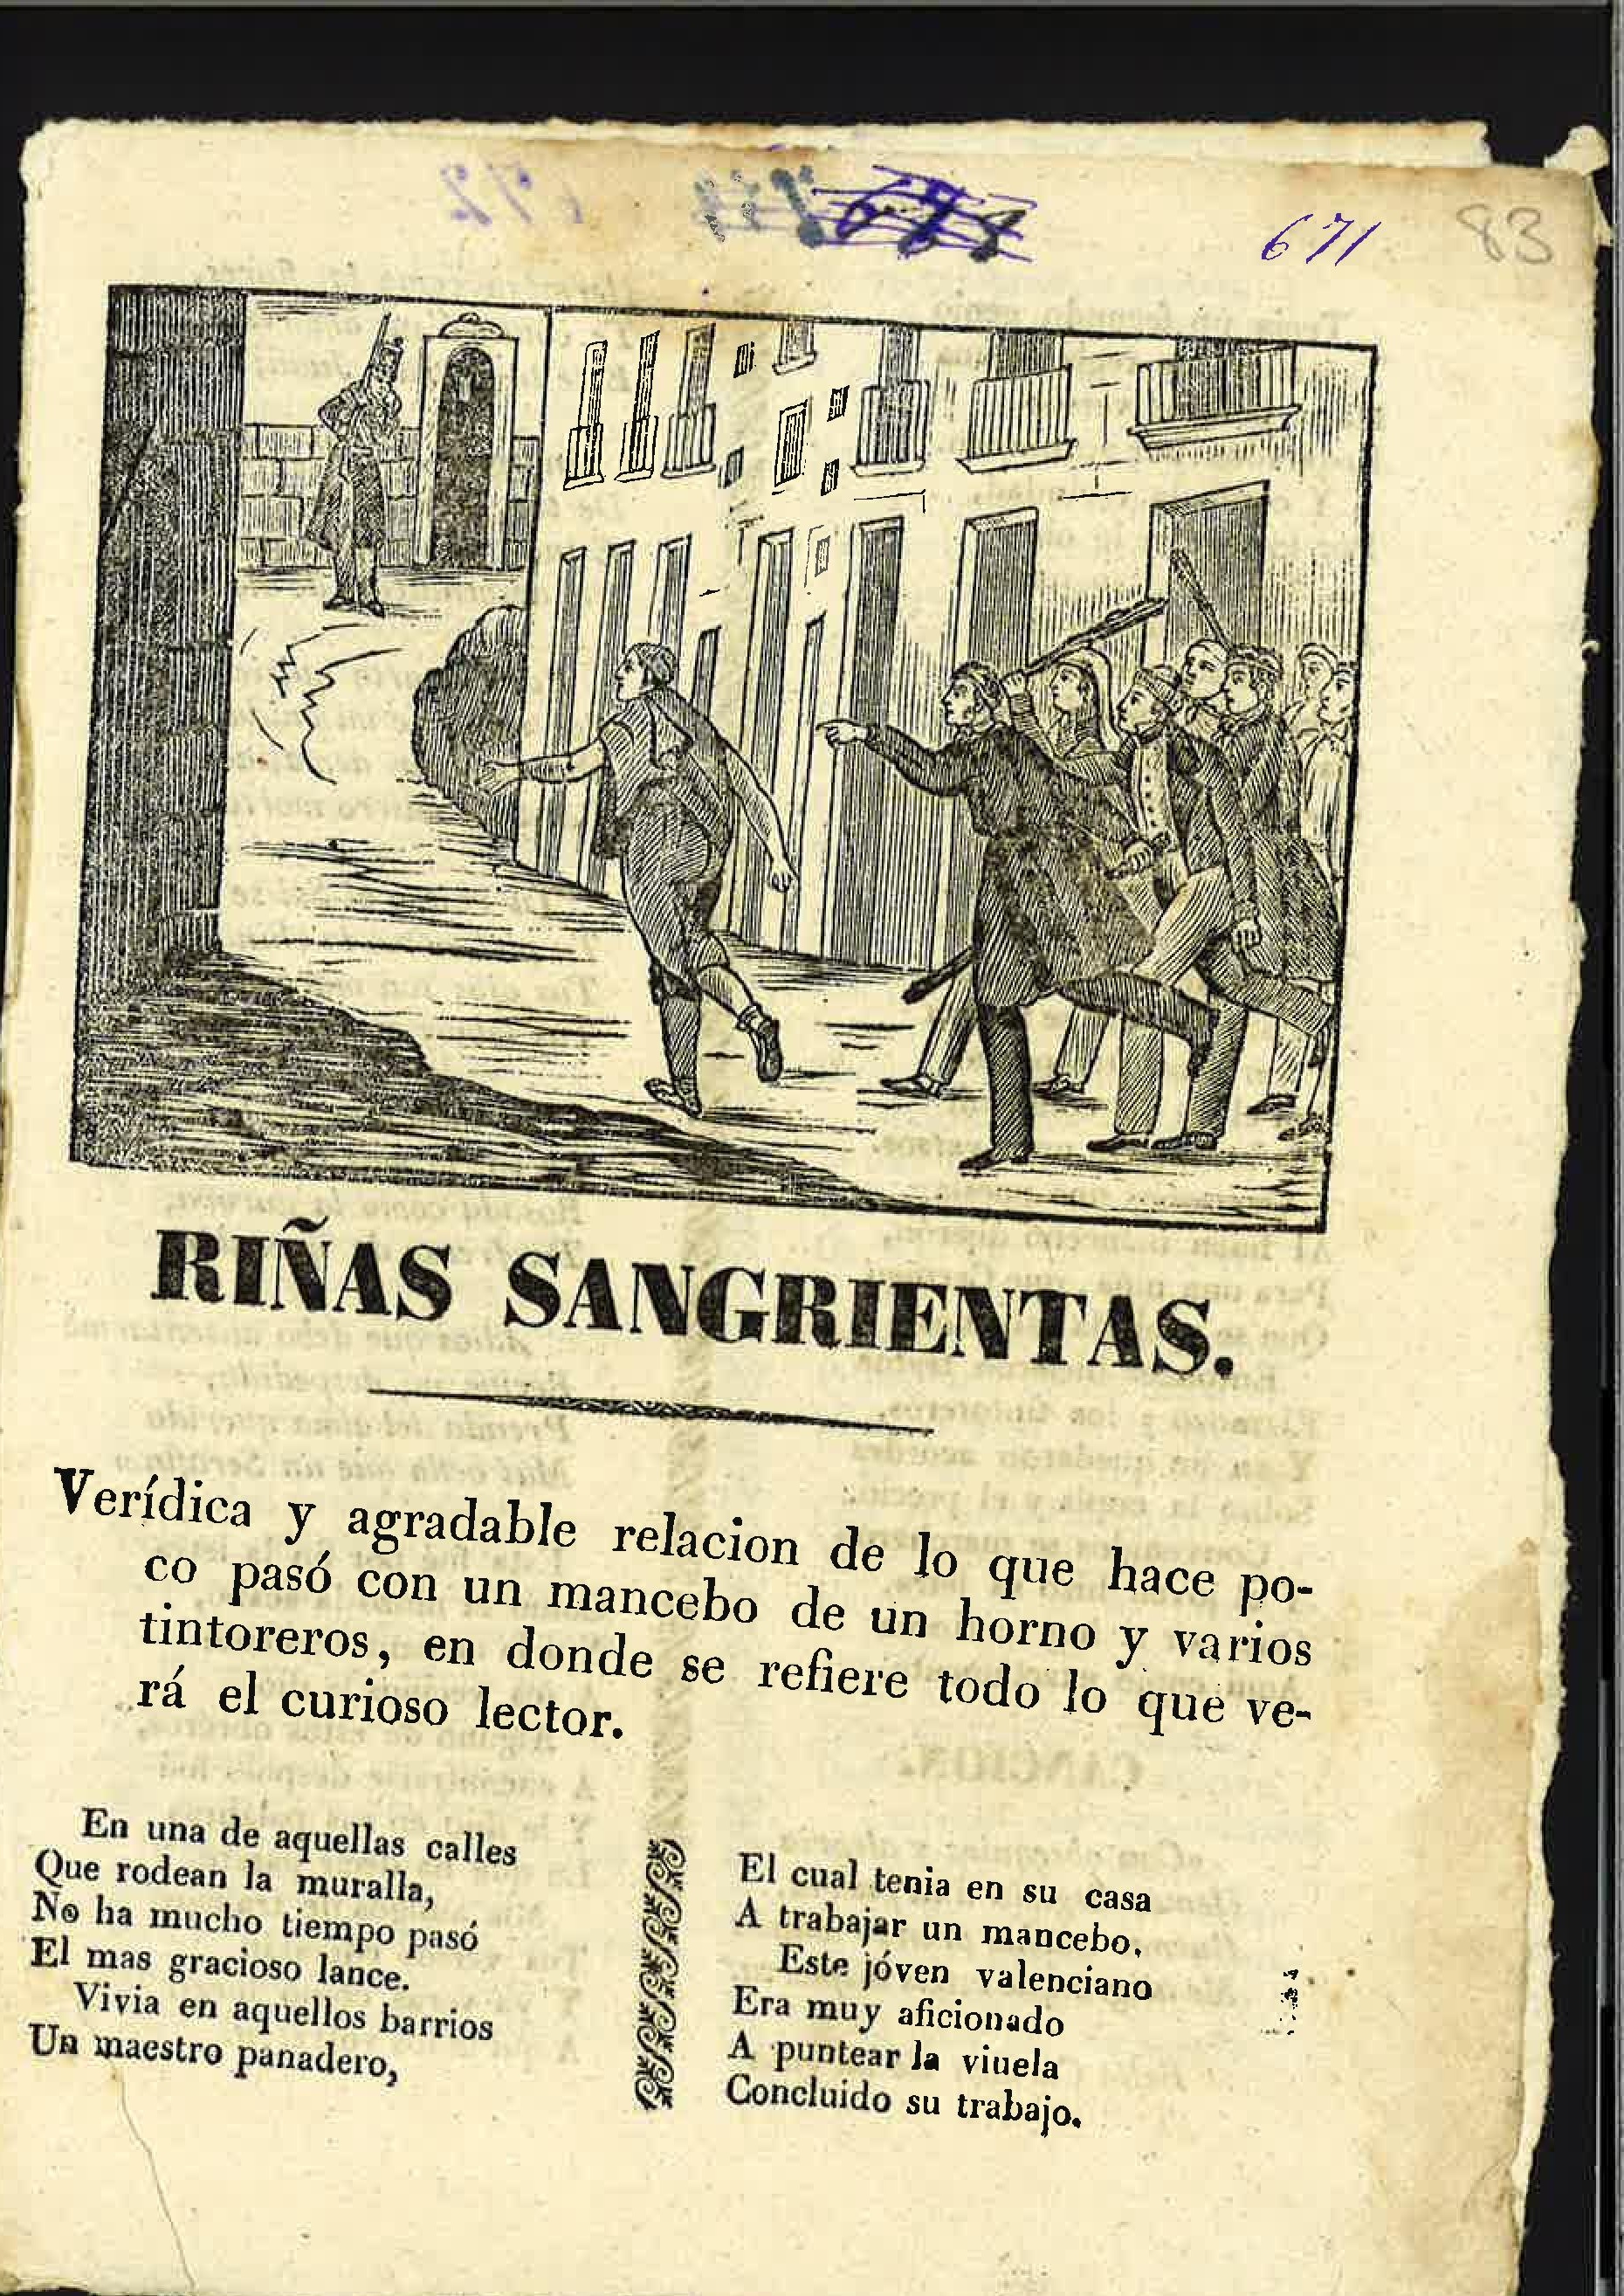 671
83
RIÑAS SANGRIENTAS.
Verídica y agradable relacion de lo que hace po-
co pasó con un mancebo de un horno y varios
tintoreros, en donde se refiere todo lo que ve-
rá el curioso lector.
En una de aquellas calles
Que rodean la muralla,
No ha mucho tiempo pasó
El mas gracioso lance.
Vivia en aquellos barrios
Un maestro panadero,
El cual tenia en su casa
A trabajar un mancebo.
Este jóven valenciano
Era muy aficionado
A puntear la viuela
Concluido su trabajo.